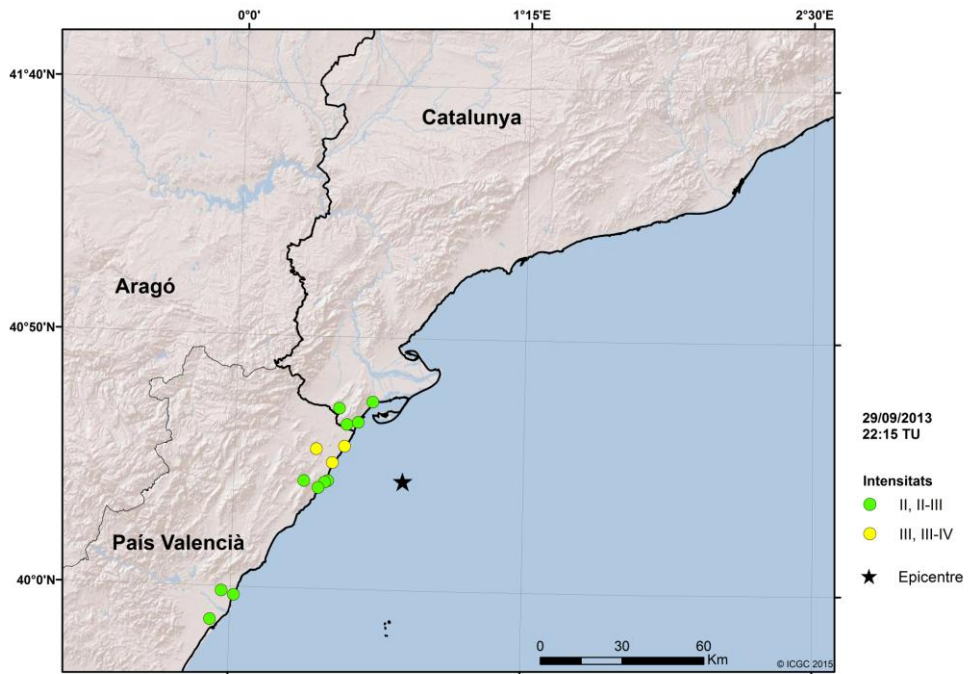 0°0'
1°15'E
2°30'E
41°40'
Catalunya
Aragó
40°50'N
29/09/2013
22:15 TU
Intensitats
II, II-III
III, III-IV
País Valencià
Epicentre
40°0'N
0
30
60
Km
© ICGC 2015